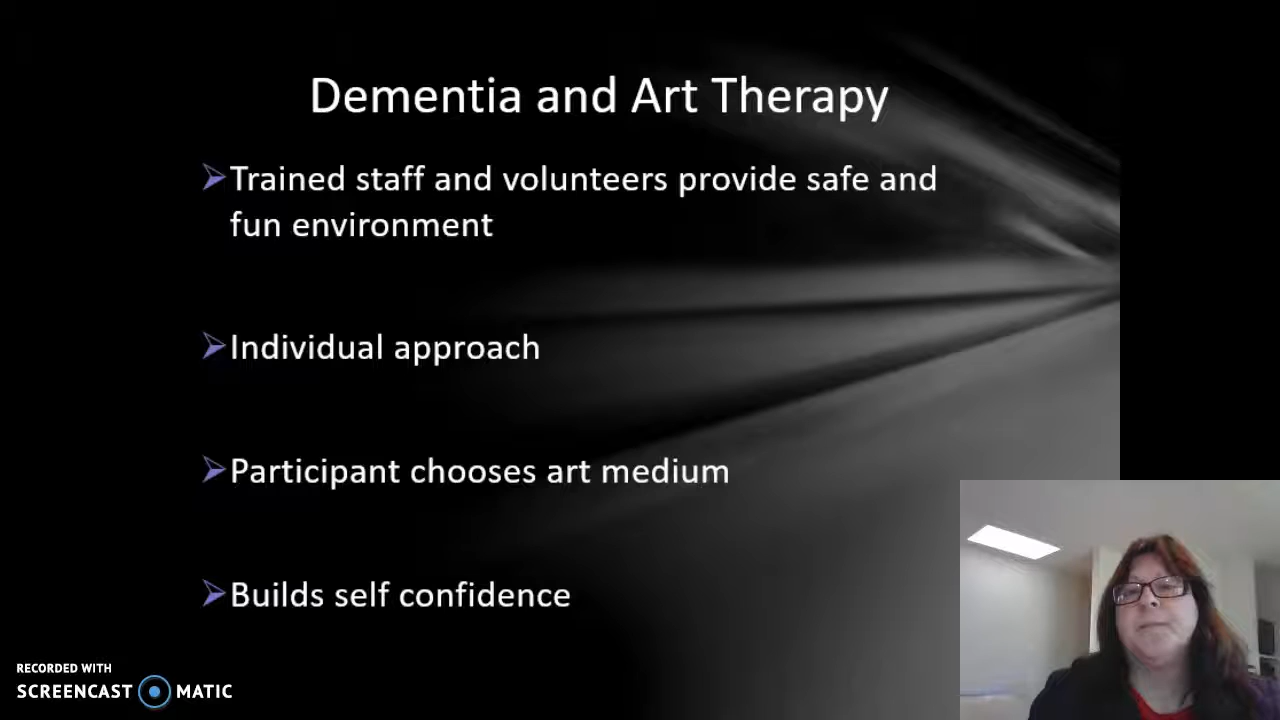 Dementia and Art Therapy
Trained staff and volunteers provide safe and
fun environment
Individual approach
Participant chooses art medium
Builds self confidence
RECORDED WITH
SCREENCAST MATIC